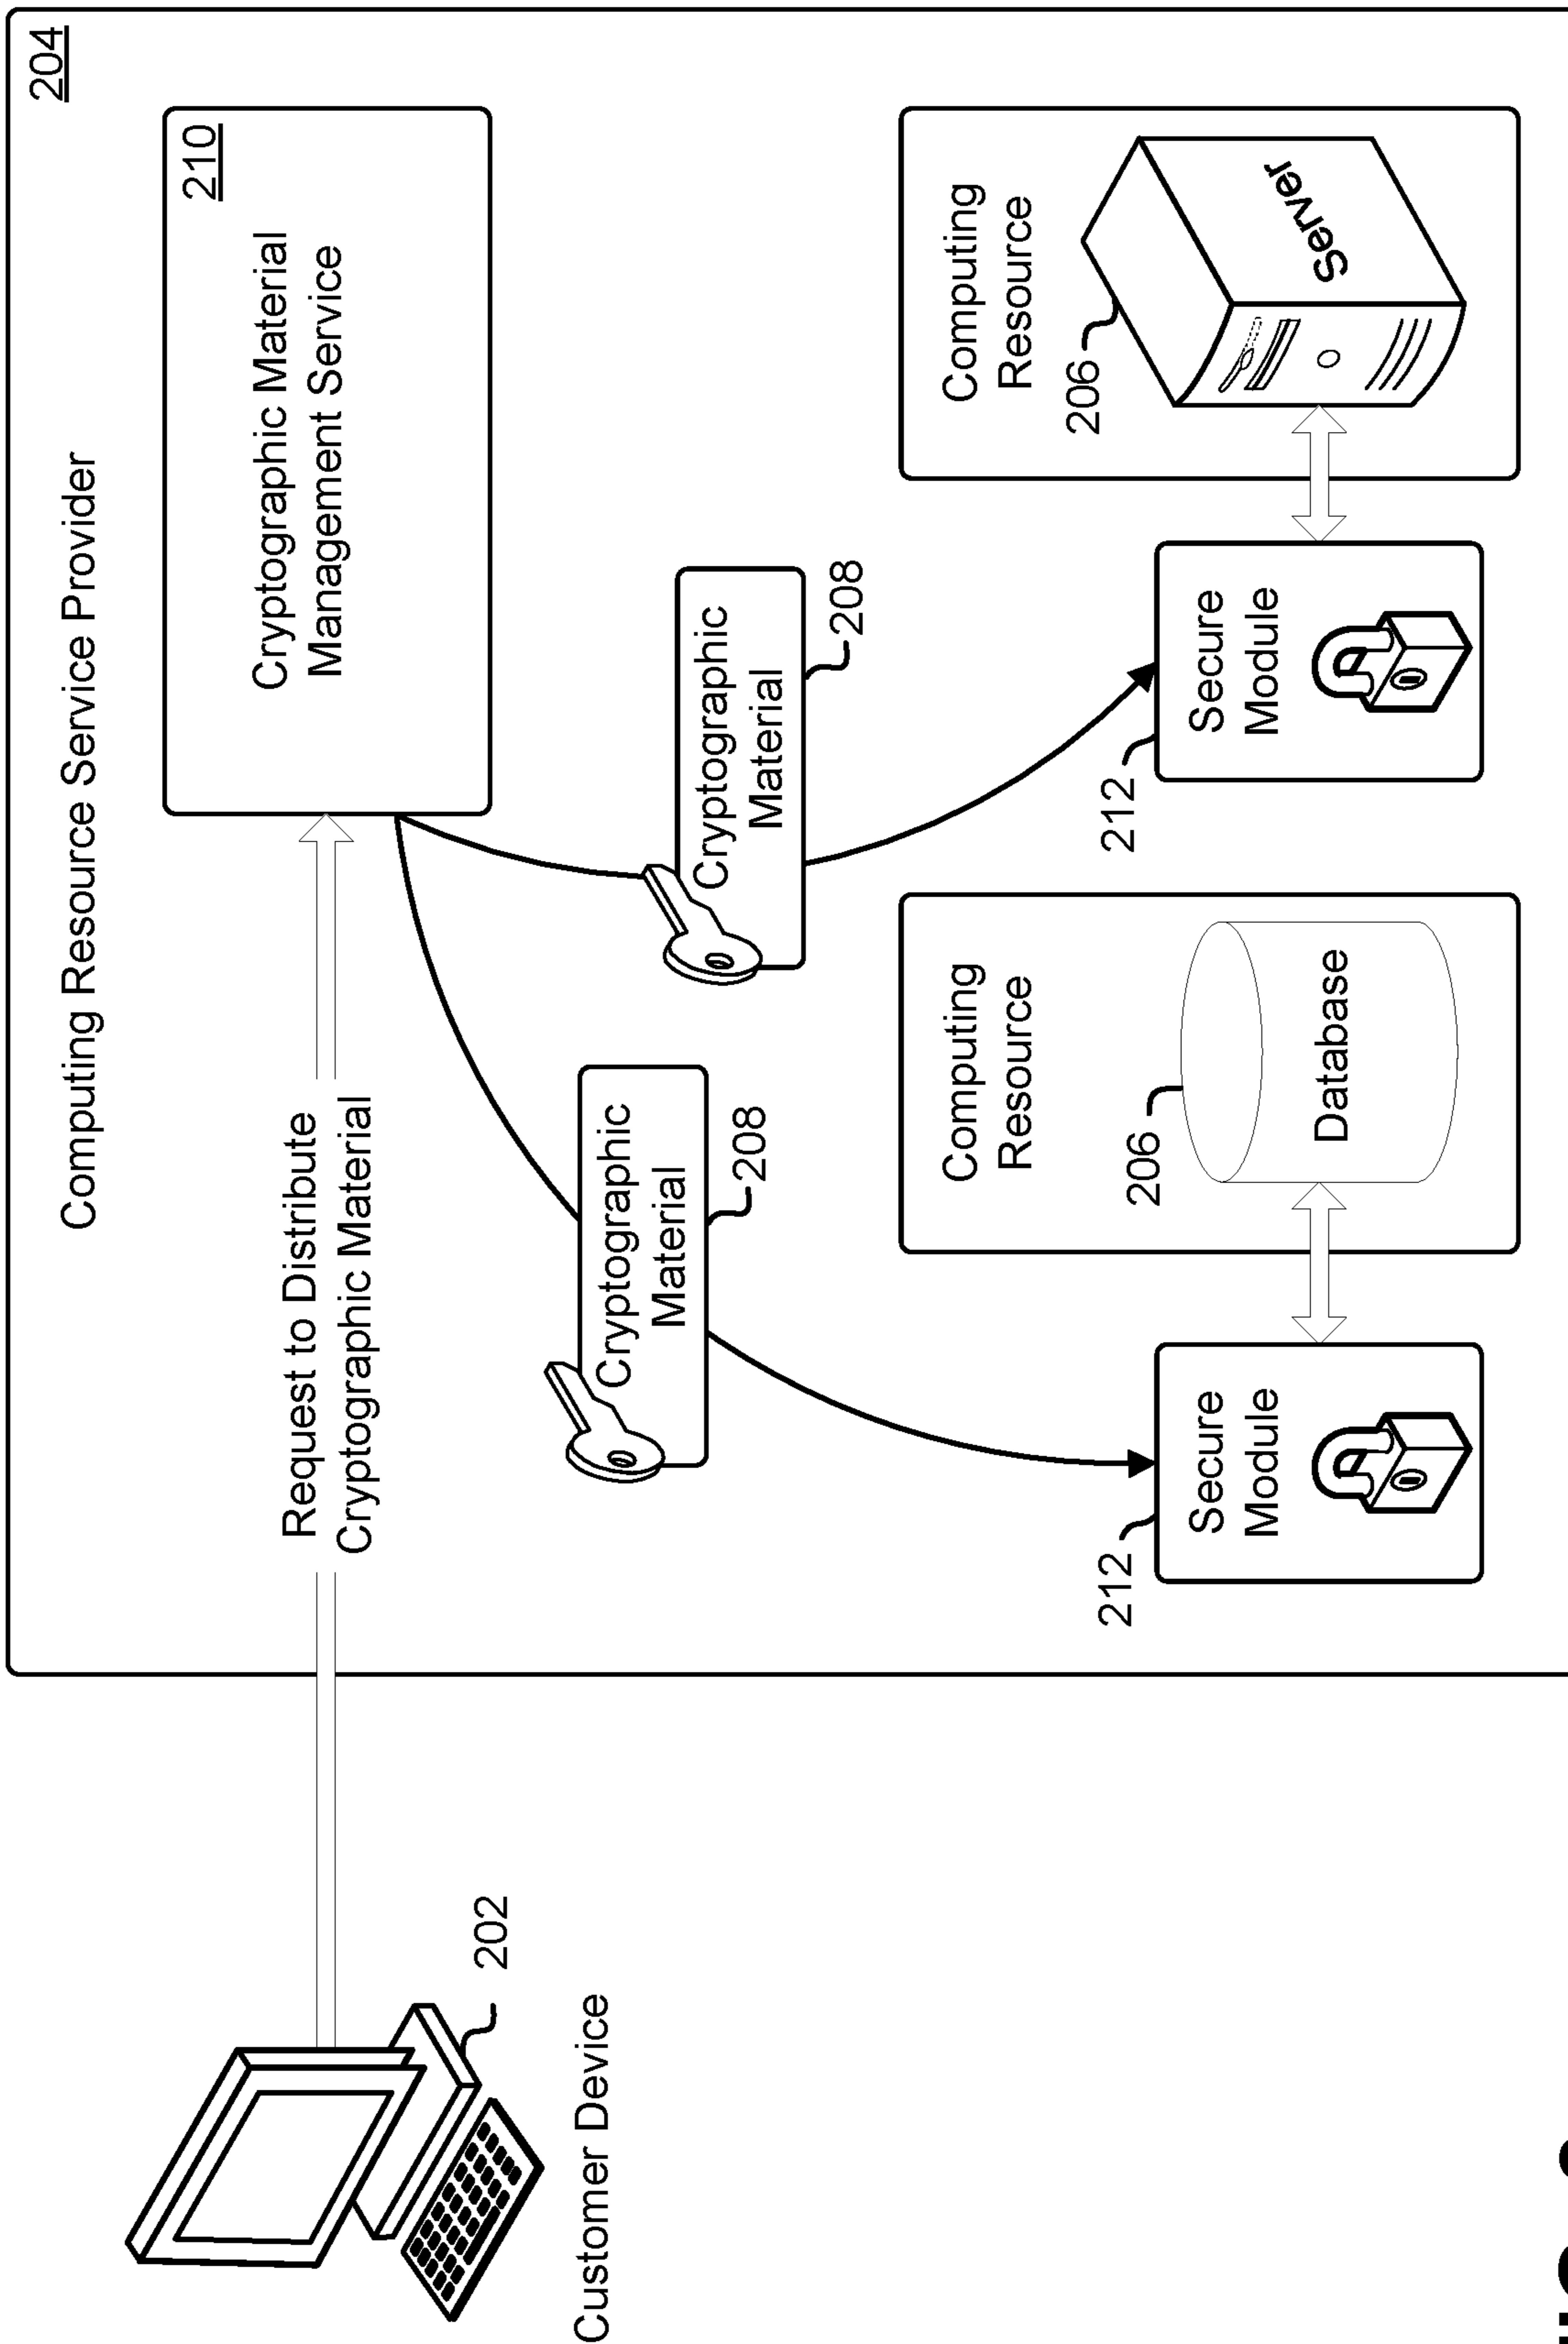 204
Computing Resource Service Provider
210
Cryptographic Material
Management Service
Request to Distribute
Cryptographic Material
202
Customer Device
Cryptographic
Material
208
Cryptographic
Material
208
212
Secure
Module
Computing
Resource
206
Database
212
Secure
Module
Computing
Resource
206
Server